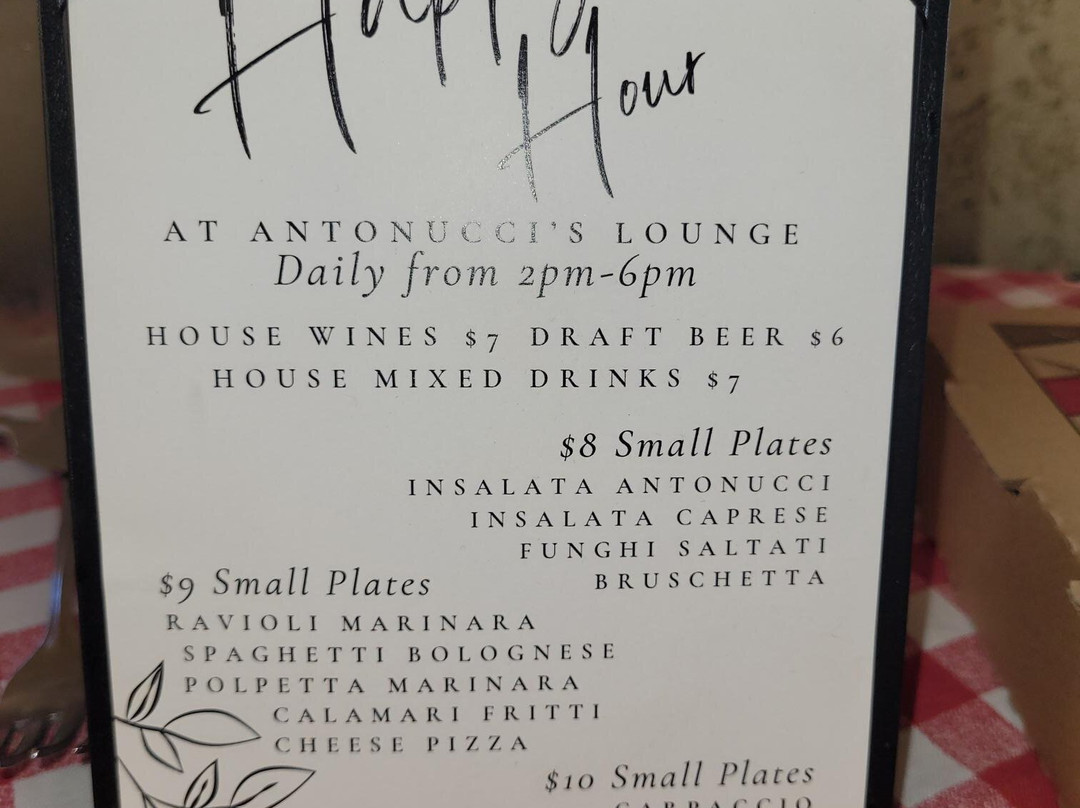 Happy
Hour
AT ANTONUCCI'S LOUNGE
Daily from 2pm-6pm
HOUSE WINES $7 DRAFT BEER $6
HOUSE MIXED DRINKS $7
$8 Small Plates
INSALATA ANTONUCCI
INSALATA CAPRESE
FUNGHI SALTATI
BRUSCHETTA
$9 Small Plates
RAVIOLI MARINARA
SPAGHETTI BOLOGNESE
POLPETTA MARINARA
CALAMARI FRITTI
CHEESE PIZZA
$10 Small Plates
CARPACCIO